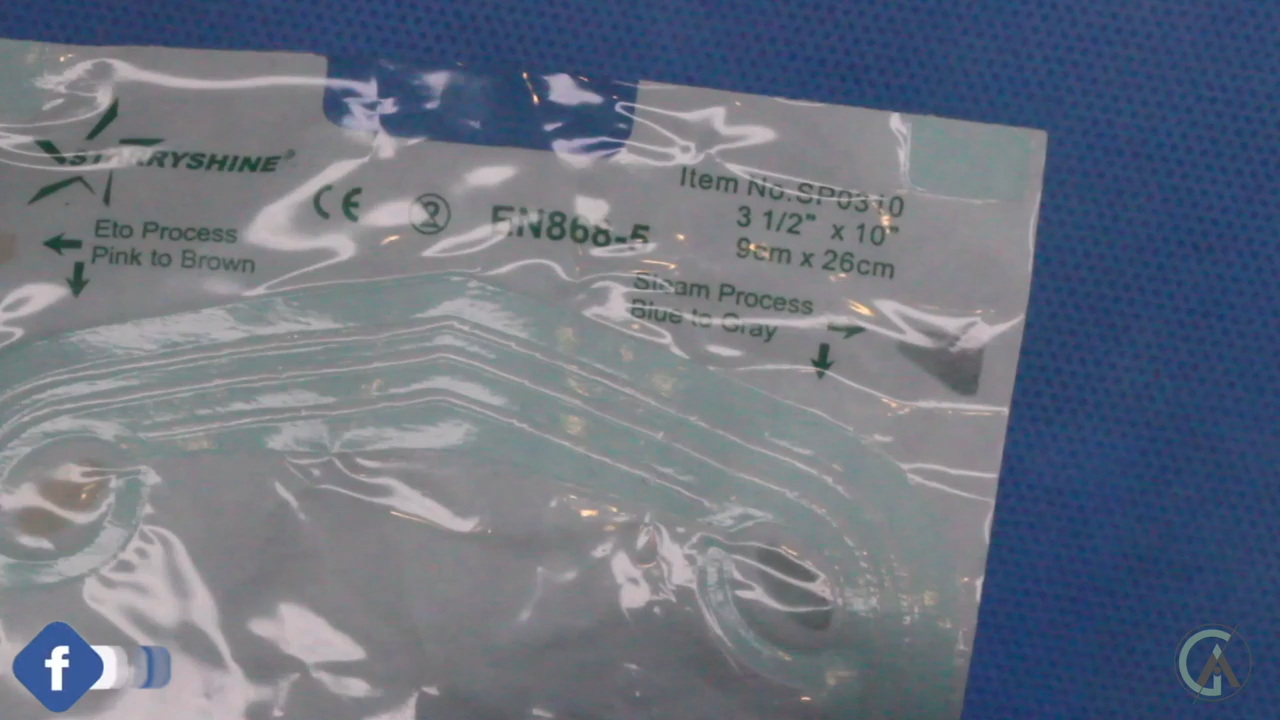 STARRYSHINE®
CE
2
EN868-5
Item No.:SP0310
3 1/2" x 10"
9cm x 26cm
Eto Process
Pink to Brown
Steam Process
Blue to Gray
f